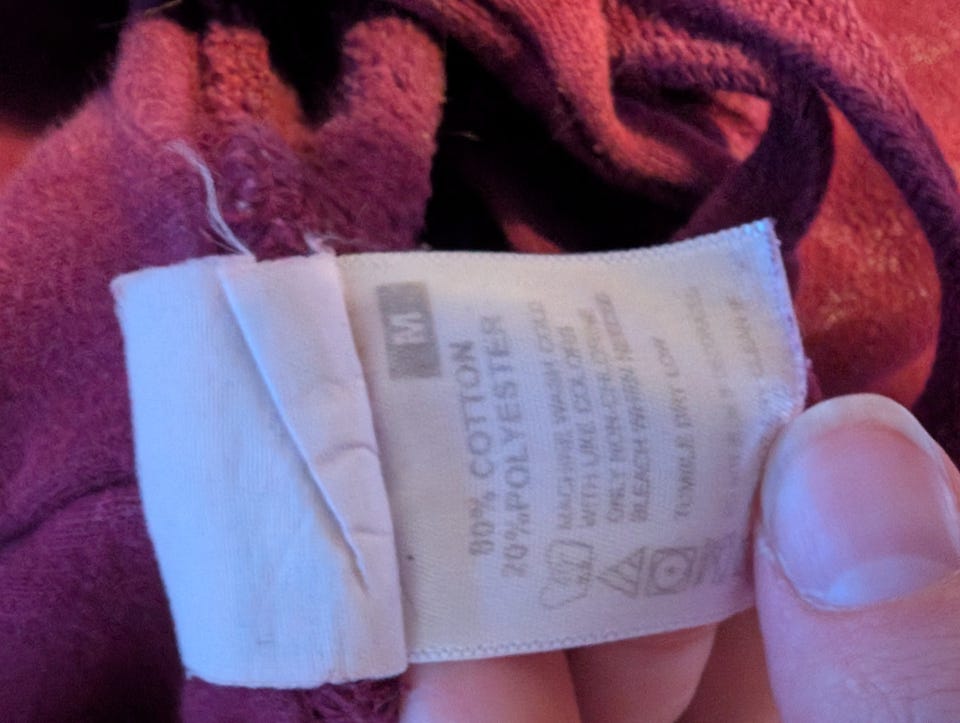 M
80% COTTON
20% POLYESTER
MACHINE WASH COLD
WITH LIKE COLORS
ONLY NON-CHLORINE
BLEACH WHEN NEEDED
TUMBLE DRY LOW